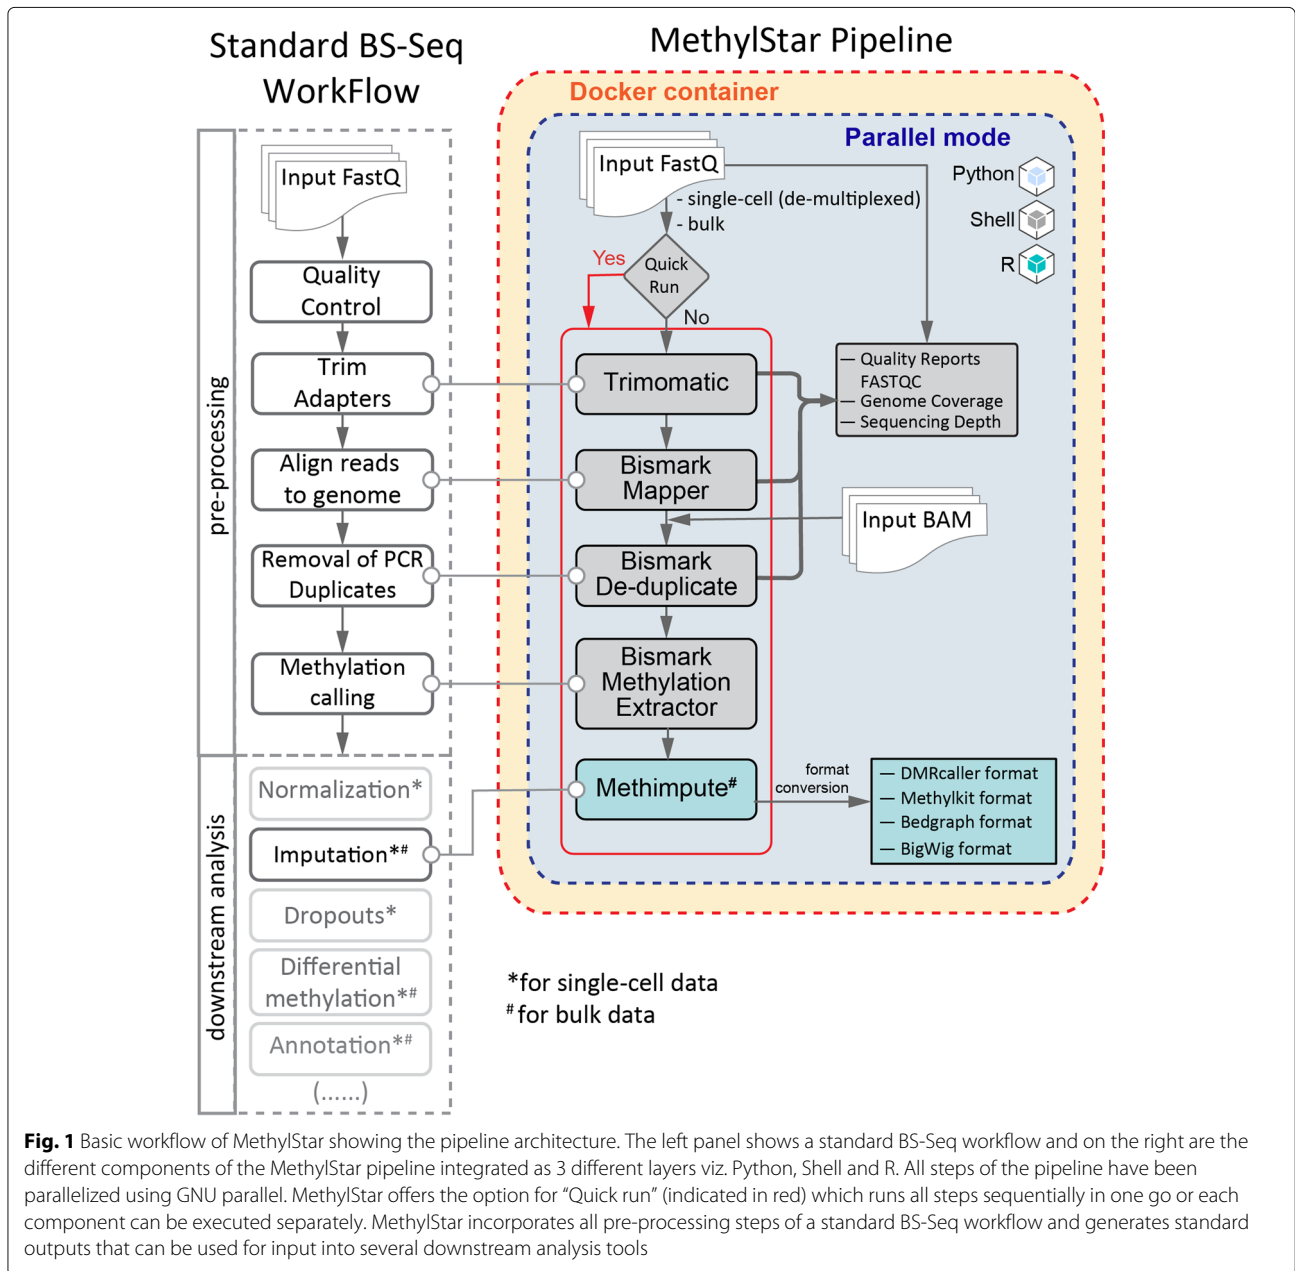 Standard BS-Seq
WorkFlow
pre-processing
Input FastQ
Quality
Control
Trim
Adapters
Align reads
to genome
Removal of PCR
Duplicates
Methylation
calling
downstream analysis
Normalization*
Imputation*#
Dropouts*
Differential
methylation*#
Annotation*#
(......)
MethylStar Pipeline
Docker container
Parallel mode
Python
Shell
R
Input FastQ
- single-cell (de-multiplexed)
- bulk
Quick
Run
Yes
No
Trimomatic
Bismark
Mapper
Bismark
De-duplicate
Bismark
Methylation
Extractor
Methimpute#
— Quality Reports
FASTQC
— Genome Coverage
— Sequencing Depth
Input BAM
format
conversion
— DMRcaller format
— Methylkit format
— Bedgraph format
— BigWig format
*for single-cell data
# for bulk data
Fig. 1 Basic workflow of MethylStar showing the pipeline architecture. The left panel shows a standard BS-Seq workflow and on the right are the
different components of the MethylStar pipeline integrated as 3 different layers viz. Python, Shell and R. All steps of the pipeline have been
parallelized using GNU parallel. MethylStar offers the option for “Quick run” (indicated in red) which runs all steps sequentially in one go or each
component can be executed separately. MethylStar incorporates all pre-processing steps of a standard BS-Seq workflow and generates standard
outputs that can be used for input into several downstream analysis tools